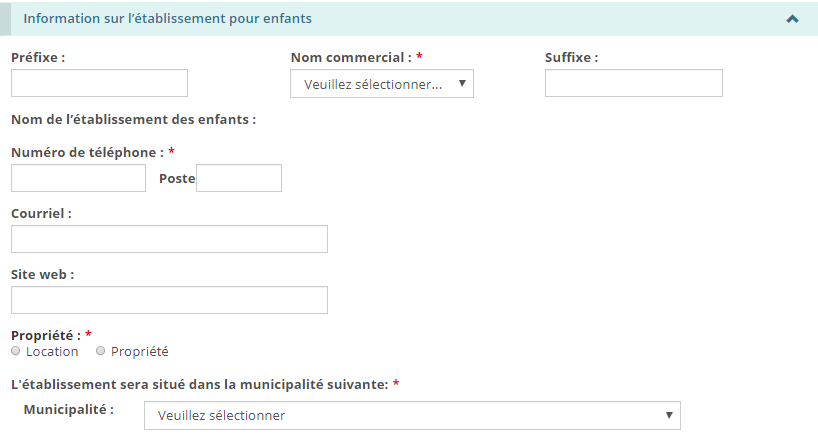 Information sur l’établissement pour enfants
Préfixe : Nom commercial : * Suffixe :
Veuillez sélectionner...
Nom de l’établissement des enfants :
Numéro de téléphone : *
Poste
Courriel :
Site web :
Propriété : *
Location Propriété
L'établissement sera situé dans la municipalité suivante: *
Municipalité : Veuillez sélectionner